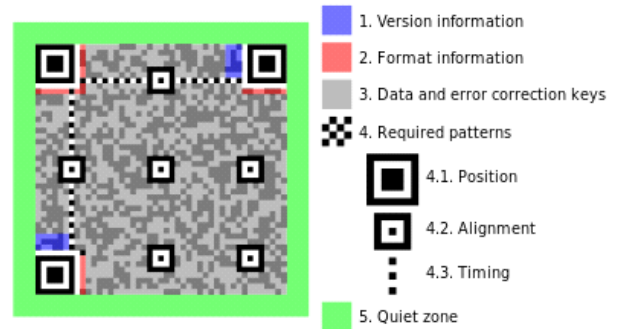 1. Version information
2. Format information
3. Data and error correction keys
4. Required patterns
4.1. Position
4.2. Alignment
4.3. Timing
5. Quiet zone